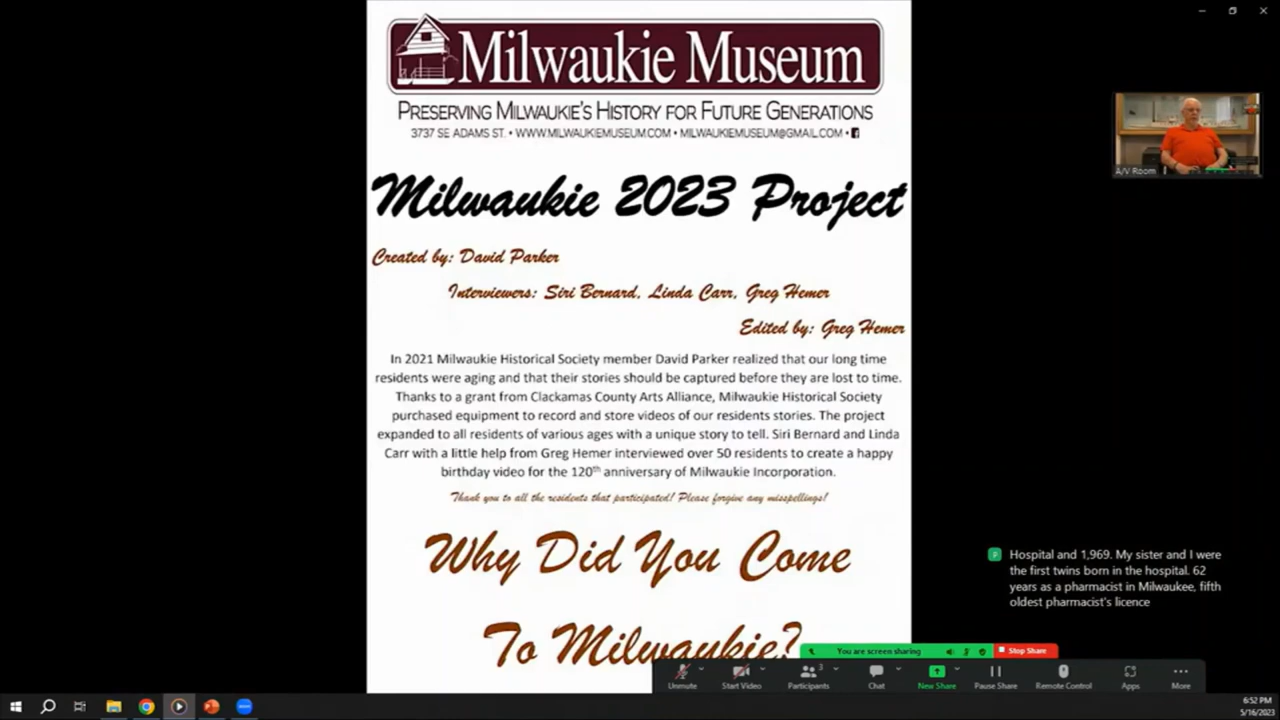 Milwaukie Museum
PRESERVING MILWAUKIE'S HISTORY FOR FUTURE GENERATIONS
3737 SE ADAMS ST. • WWW.MILWAUKIEMUSEUM.COM • MILWAUKIEMUSEUM@GMAIL.COM •
Milwaukie 2023 Project
Created by: David Parker
Interviewers: Siri Bernard, Linda Carr, Greg Hemer
Edited by: Greg Hemer
In 2021 Milwaukie Historical Society member David Parker realized that our long time
residents were aging and that their stories should be captured before they are lost to time.
Thanks to a grant from Clackamas County Arts Alliance, Milwaukie Historical Society
purchased equipment to record and store videos of our residents stories. The project
expanded to all residents of various ages with a unique story to tell. Siri Bernard and Linda
Carr with a little help from Greg Hemer interviewed over 50 residents to create a happy
birthday video for the 120th anniversary of Milwaukie Incorporation.
Thank you to all the residents that participated! Please forgive any misspellings!
Why Did You Come
To Milwaukie?
A/V Room
P
Hospital and 1,969. My sister and I were
the first twins born in the hospital. 62
years as a pharmacist in Milwaukee, fifth
oldest pharmacist's licence
You are screen sharing
Stop Share
Unmute
Start Video
3
Participants
Chat
New Share
Pause Share
Remote Control
Apps
More
6:52 PM
5/16/2023